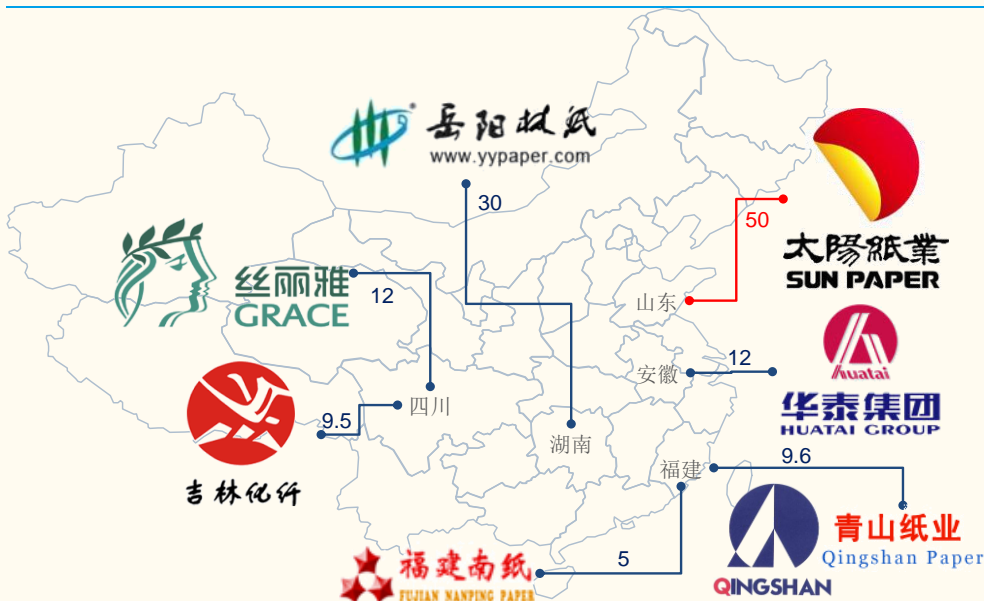 岳阳林纸
www.yypaper.com
30
50
太陽紙業
SUN PAPER
丝丽雅
GRACE
12
山东
huatai
12
安徽
华泰集团
HUATAI GROUP
四川
9.5
吉林化纤
湖南
福建
9.6
青山纸业
Qingshan Paper
QINGSHAN
5
福建南纸
FUJIAN NANPING PAPER